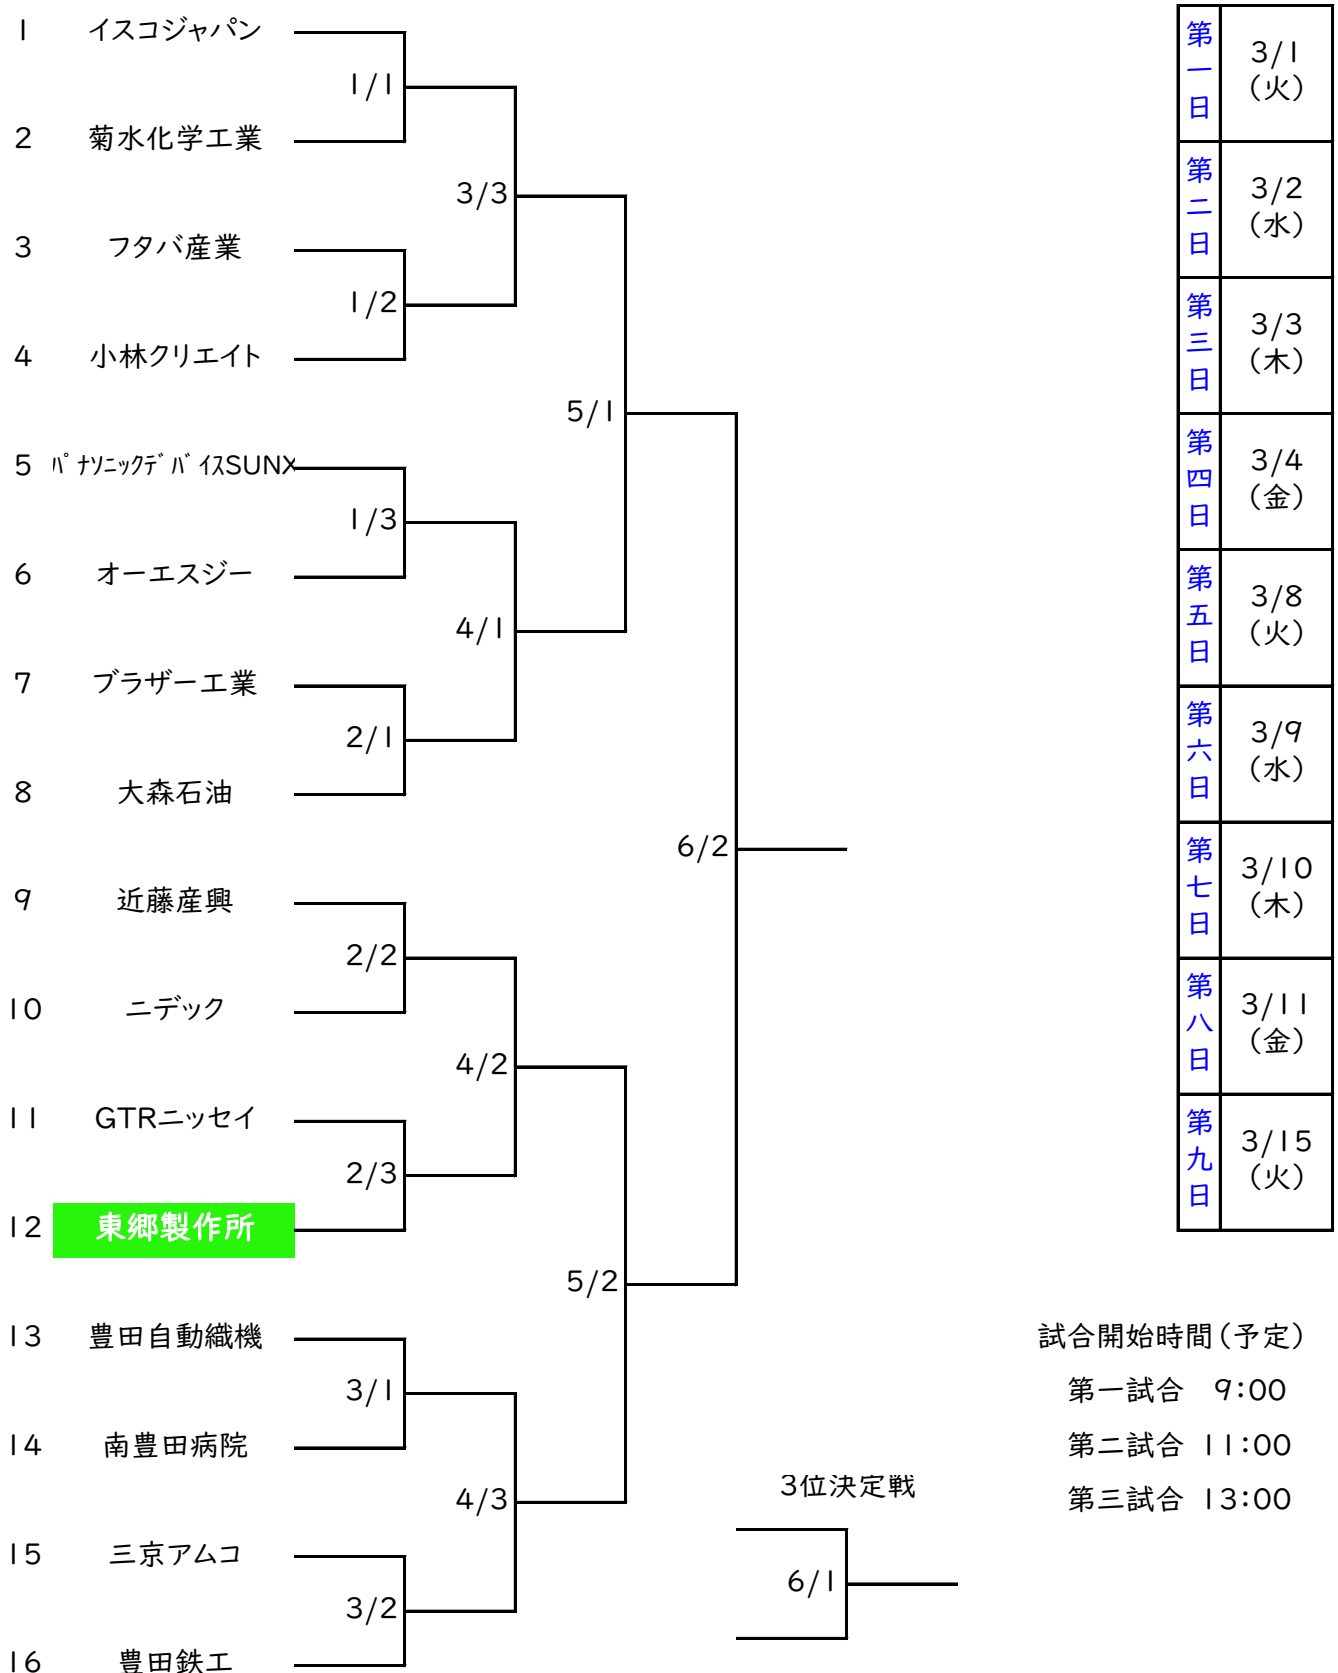 1 イスコジャパン
1/1
2 菊水化学工業
3/3
3 フタバ産業
1/2
4 小林クリエイト
5/1
5 パナソニックデバイスSUNX
1/3
6 オーエスジー
4/1
7 ブラザー工業
2/1
8 大森石油
6/2
9 近藤産興
2/2
10 ニデック
4/2
11 GTRニッセイ
2/3
12 東郷製作所
5/2
13 豊田自動織機
3/1
14 南豊田病院
4/3
15 三京アムコ
3/2
16 豊田鉄工
3位決定戦
6/1
第一日 3/1
(火)
第二日 3/2
(水)
第三日 3/3
(木)
第四日 3/4
(金)
第五日 3/8
(火)
第六日 3/9
(水)
第七日 3/10
(木)
第八日 3/11
(金)
第九日 3/15
(火)
試合開始時間(予定)
第一試合 9:00
第二試合 11:00
第三試合 13:00